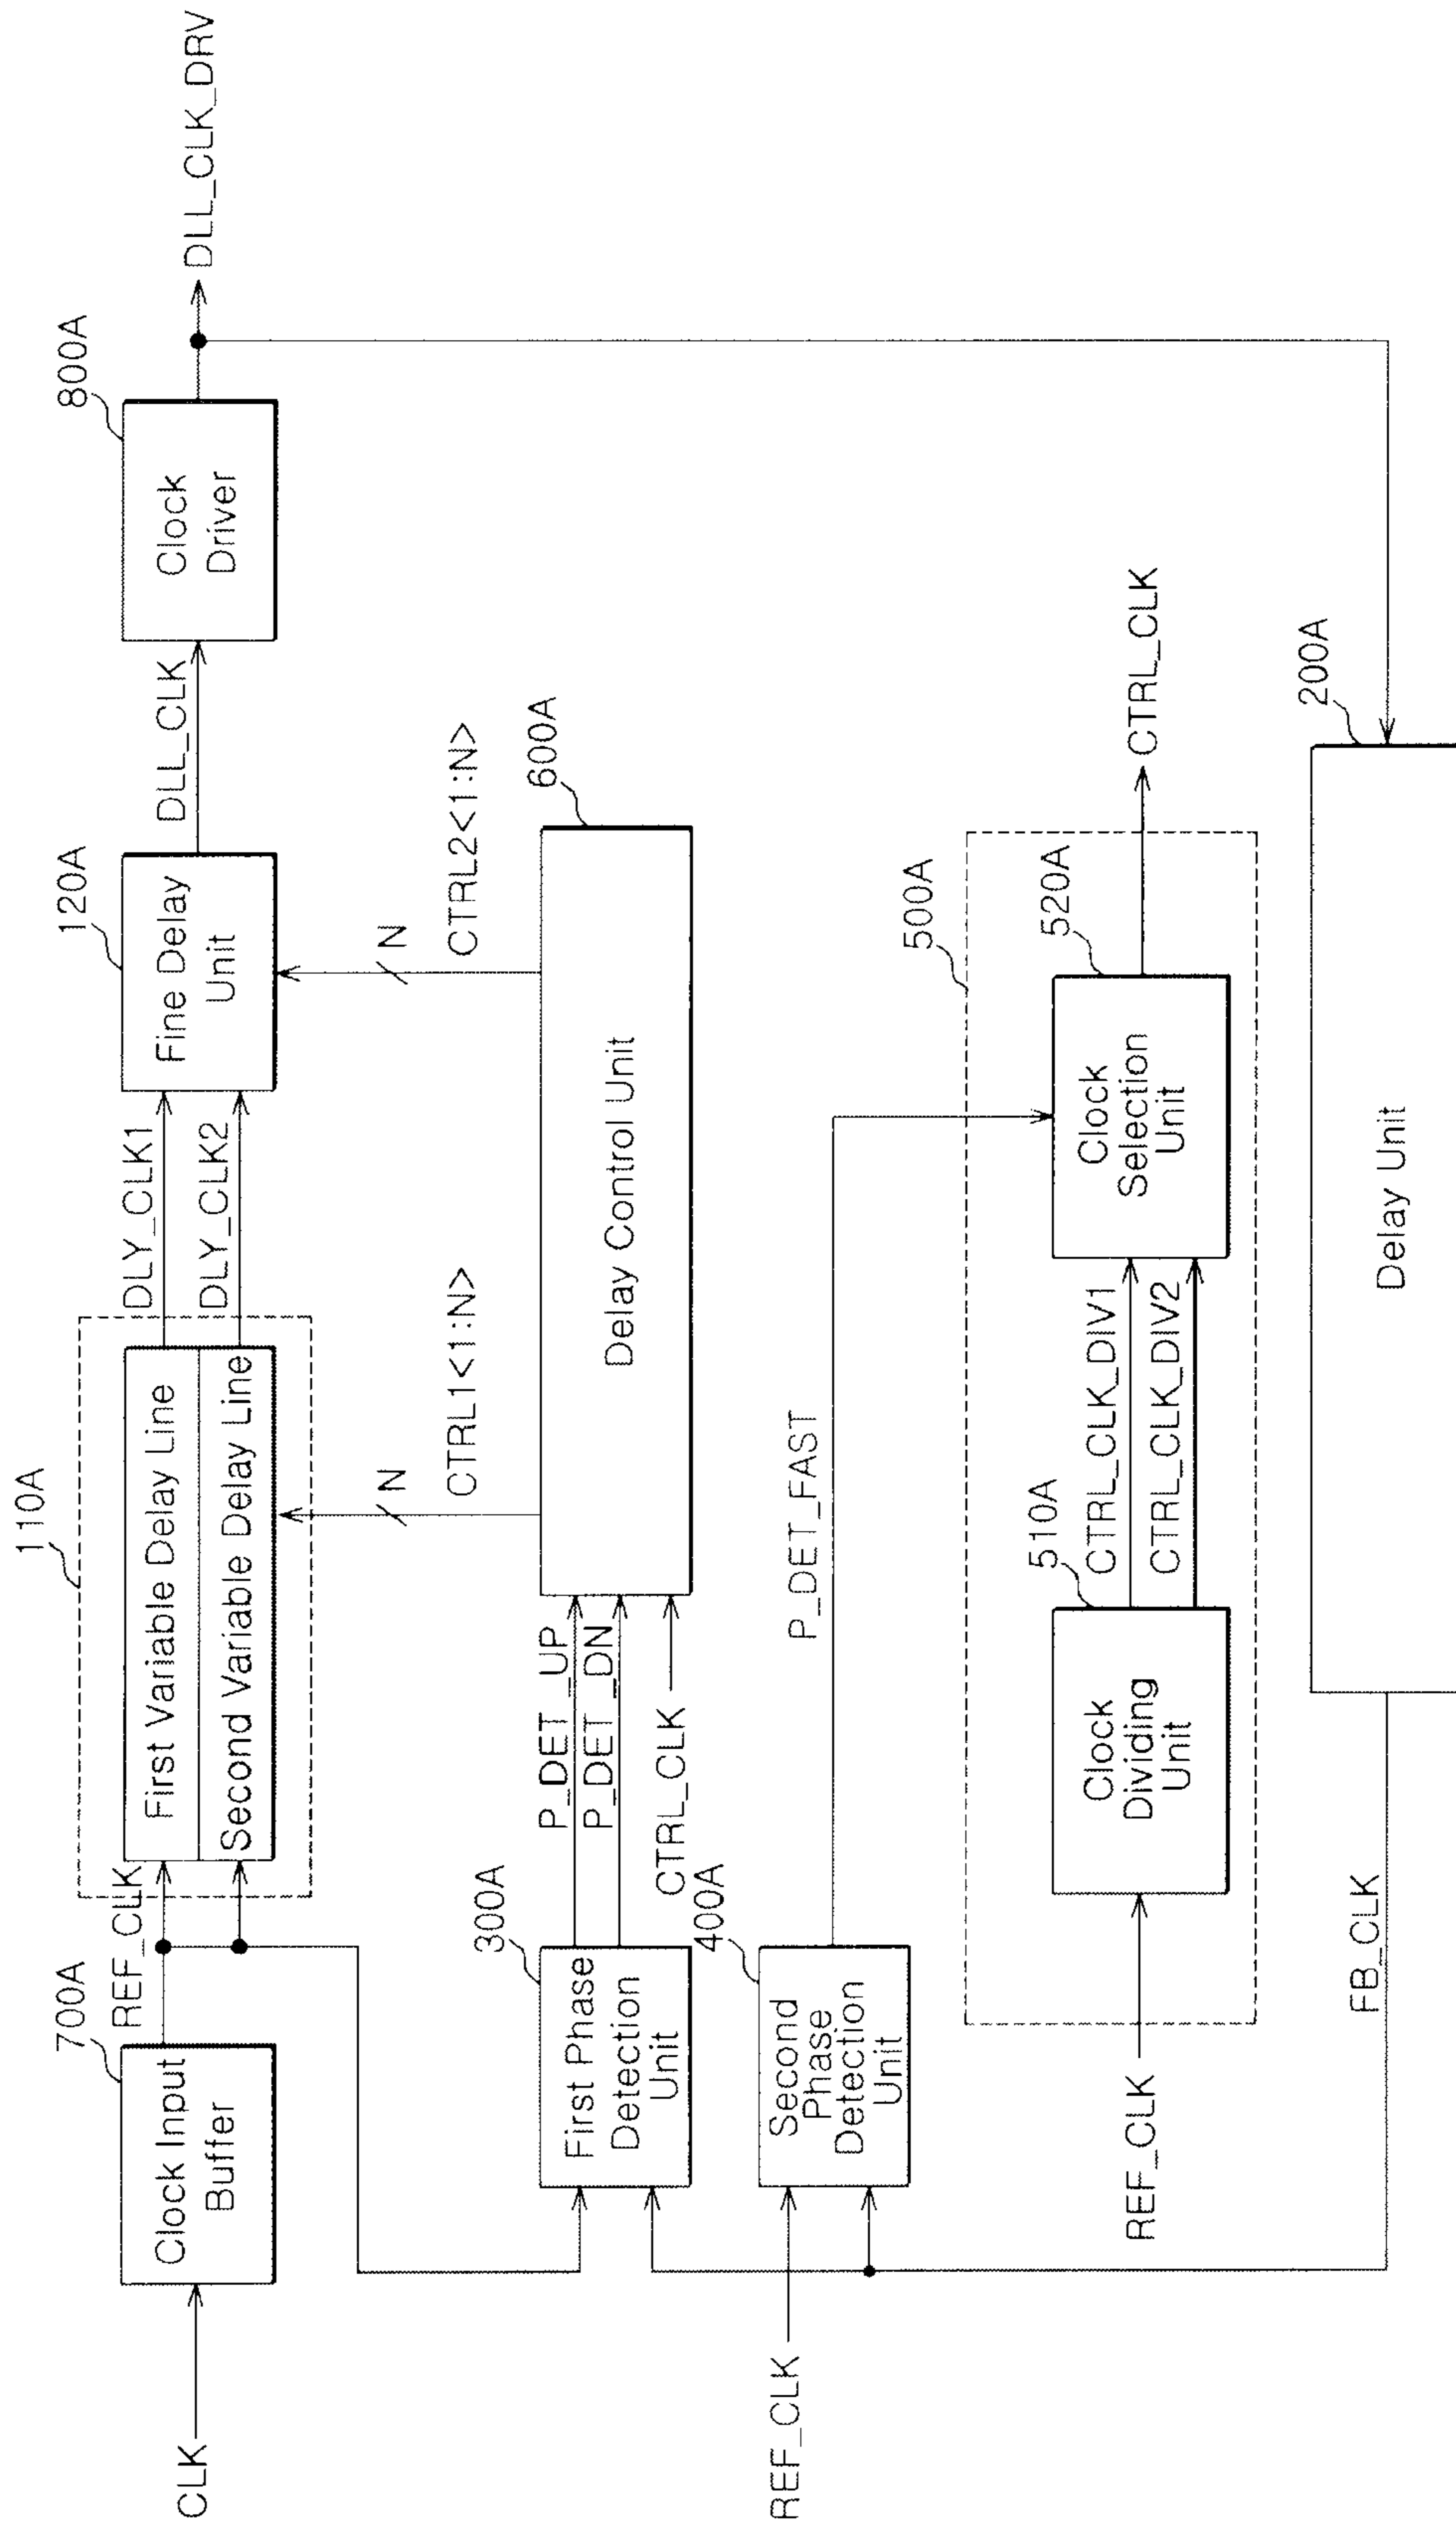 CLK
700A
Clock Input
Buffer
REF_CLK
110A
First Variable Delay Line
Second Variable Delay Line
DLY_CLK1
DLY_CLK2
120A
Fine Delay
Unit
DLL_CLK
800A
Clock
Driver
DLL_CLK_DRV
N
CTRL1<1:N>
N
CTRL2<1:N>
300A
First Phase
Detection
Unit
P_DET_UP
P_DET_DN
CTRL_CLK
600A
Delay Control Unit
REF_CLK
400A
Second
Phase
Detection
Unit
P_DET_FAST
500A
REF_CLK
510A
Clock
Dividing
Unit
CTRL_CLK_DIV1
CTRL_CLK_DIV2
520A
Clock
Selection
Unit
CTRL_CLK
FB_CLK
200A
Delay Unit